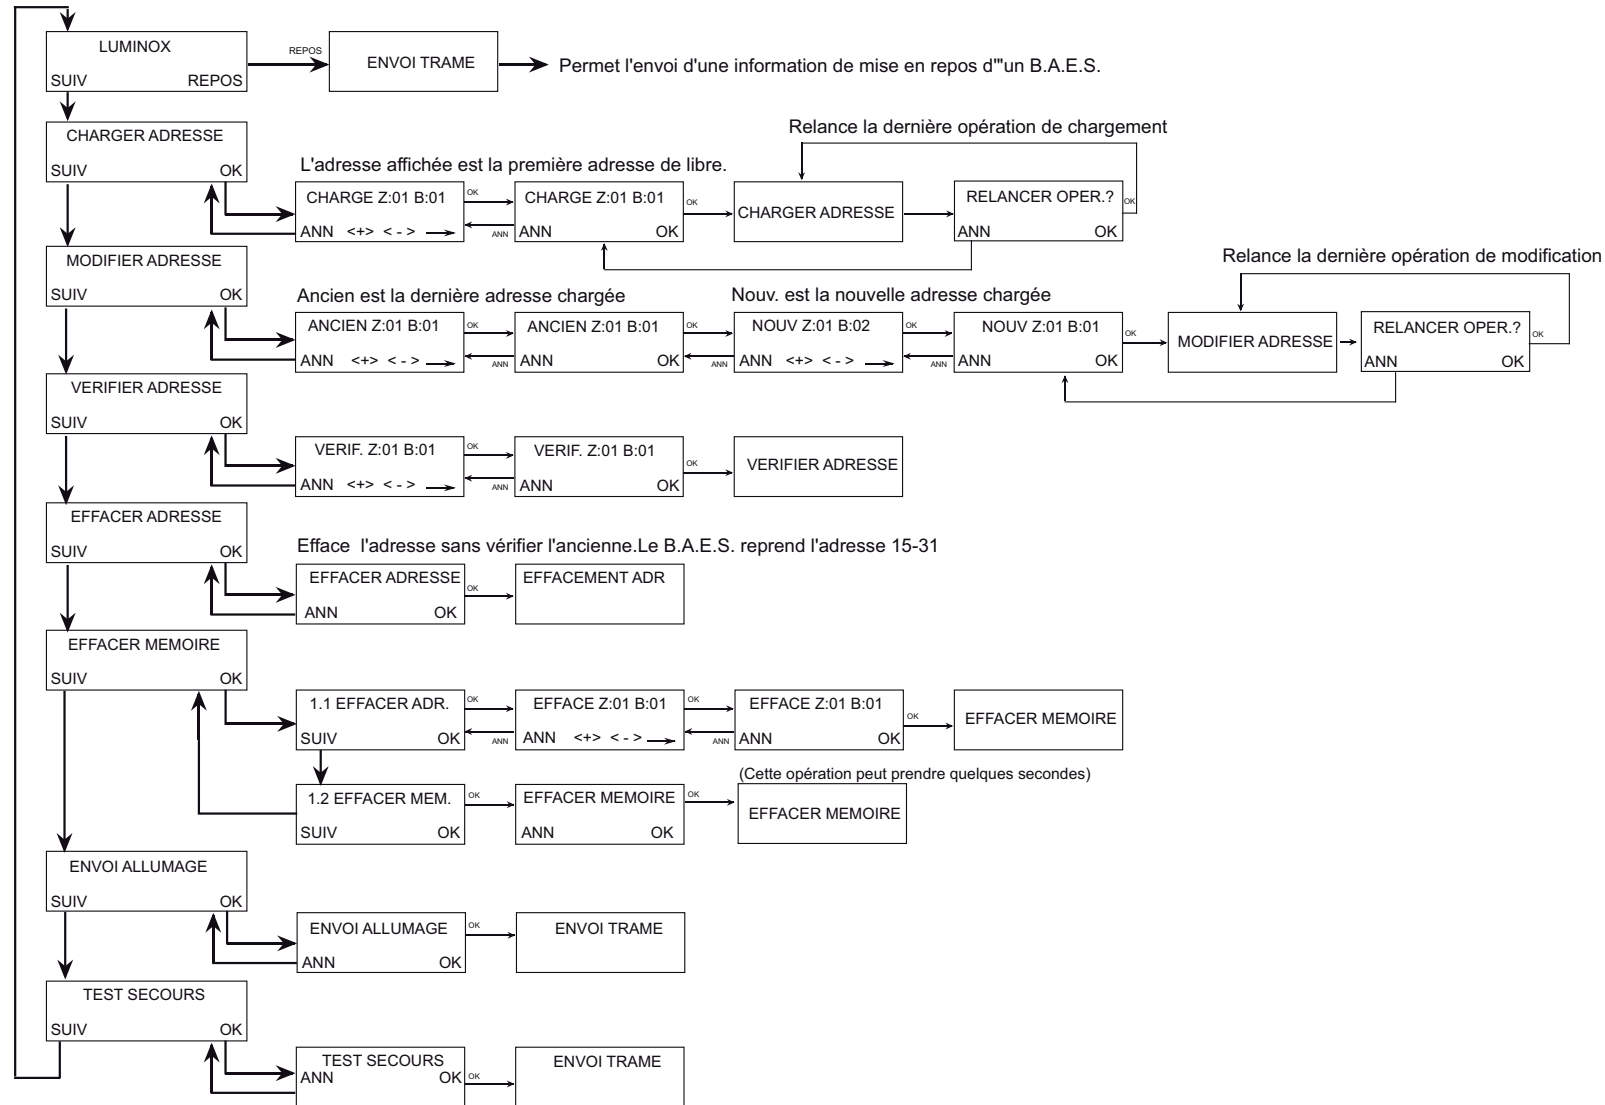 LUMINOX
SUIV REPOS
REPOS
ENVOI TRAME
Permet l'envoi d'une information de mise en repos d'"un B.A.E.S.
CHARGER ADRESSE
SUIV OK
Relance la dernière opération de chargement
L'adresse affichée est la première adresse de libre.
CHARGE Z:01 B:01
ANN <+> < - >
OK
ANN
CHARGE Z:01 B:01
ANN OK
OK
CHARGER ADRESSE
RELANCER OPER.?
ANN OK
OK
MODIFIER ADRESSE
SUIV OK
Relance la dernière opération de modification
Ancien est la dernière adresse chargée
Nouv. est la nouvelle adresse chargée
ANCIEN Z:01 B:01
ANN <+> < - >
OK
ANN
ANCIEN Z:01 B:01
ANN OK
OK
ANN
NOUV Z:01 B:02
ANN <+> < - >
OK
ANN
NOUV Z:01 B:01
ANN OK
OK
MODIFIER ADRESSE
RELANCER OPER.?
ANN OK
OK
VERIFIER ADRESSE
SUIV OK
VERIF. Z:01 B:01
ANN <+> < - >
OK
ANN
VERIF. Z:01 B:01
ANN OK
OK
VERIFIER ADRESSE
EFFACER ADRESSE
SUIV OK
Efface l'adresse sans vérifier l'ancienne.Le B.A.E.S. reprend l'adresse 15-31
EFFACER ADRESSE
ANN OK
OK
EFFACEMENT ADR
EFFACER MEMOIRE
SUIV OK
1.1 EFFACER ADR.
SUIV OK
OK
ANN
EFFACE Z:01 B:01
ANN <+> < - >
OK
ANN
EFFACE Z:01 B:01
ANN OK
OK
EFFACER MEMOIRE
(Cette opération peut prendre quelques secondes)
1.2 EFFACER MEM.
SUIV OK
OK
EFFACER MEMOIRE
ANN OK
OK
EFFACER MEMOIRE
ENVOI ALLUMAGE
SUIV OK
ENVOI ALLUMAGE
ANN OK
OK
ENVOI TRAME
TEST SECOURS
SUIV OK
TEST SECOURS
ANN OK
OK
ENVOI TRAME